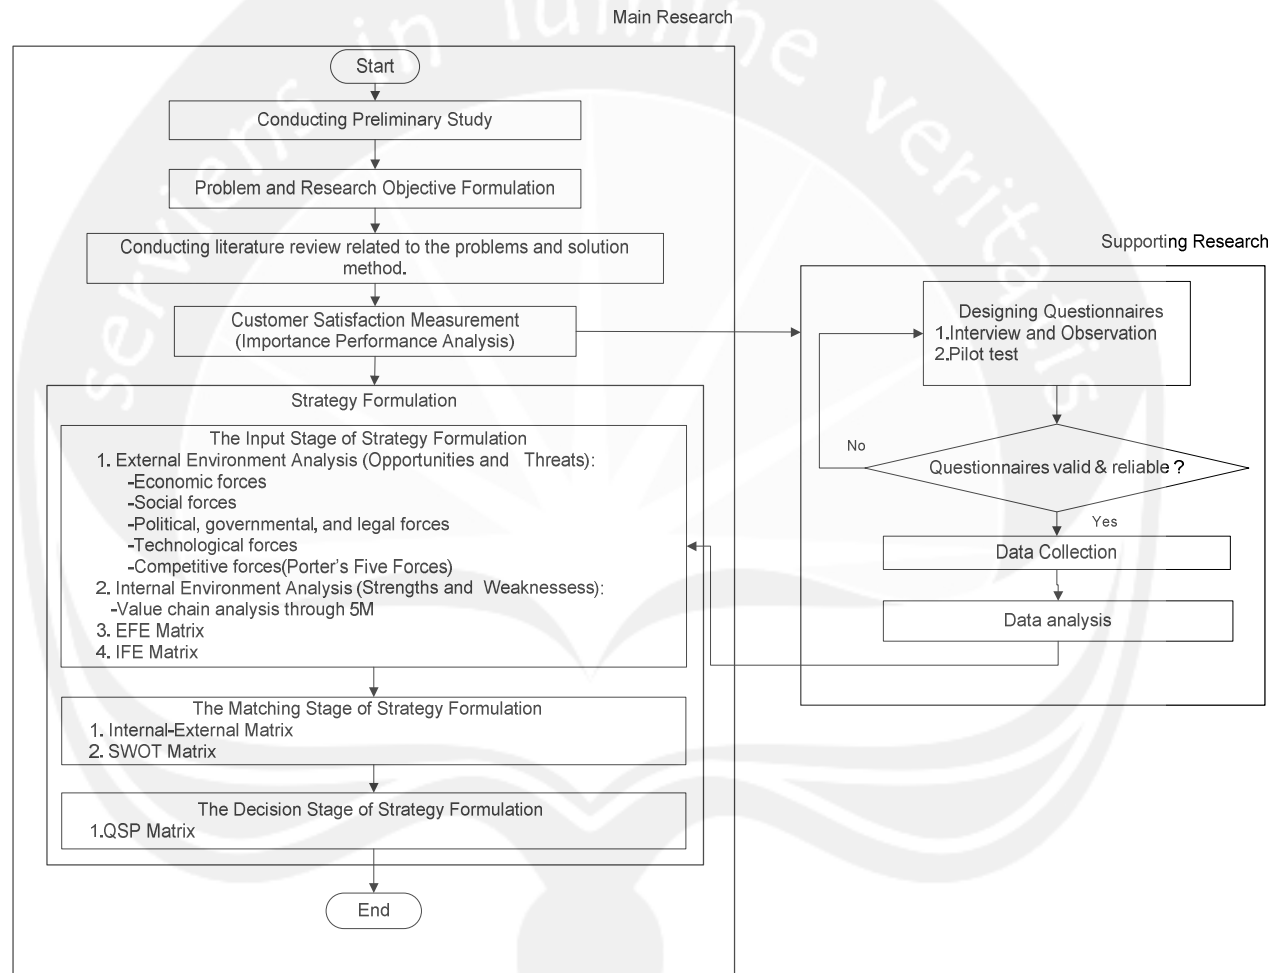 Main Research
Start
Conducting Preliminary Study
Problem and Research Objective Formulation
Conducting literature review related to the problems and solution
method.
Customer Satisfaction Measurement
(Importance Performance Analysis)
Strategy Formulation
The Input Stage of Strategy Formulation
1. External Environment Analysis (Opportunities and Threats):
-Economic forces
-Social forces
-Political, governmental, and legal forces
-Technological forces
-Competitive forces(Porter's Five Forces)
2. Internal Environment Analysis (Strengths and Weaknessess):
-Value chain analysis through 5M
3. EFE Matrix
4. IFE Matrix
The Matching Stage of Strategy Formulation
1. Internal-External Matrix
2. SWOT Matrix
The Decision Stage of Strategy Formulation
1.QSP Matrix
End
Supporting Research
Designing Questionnaires
1.Interview and Observation
2.Pilot test
No
Questionnaires valid & reliable ?
Yes
Data Collection
Data analysis
serviens in lumine veritatis